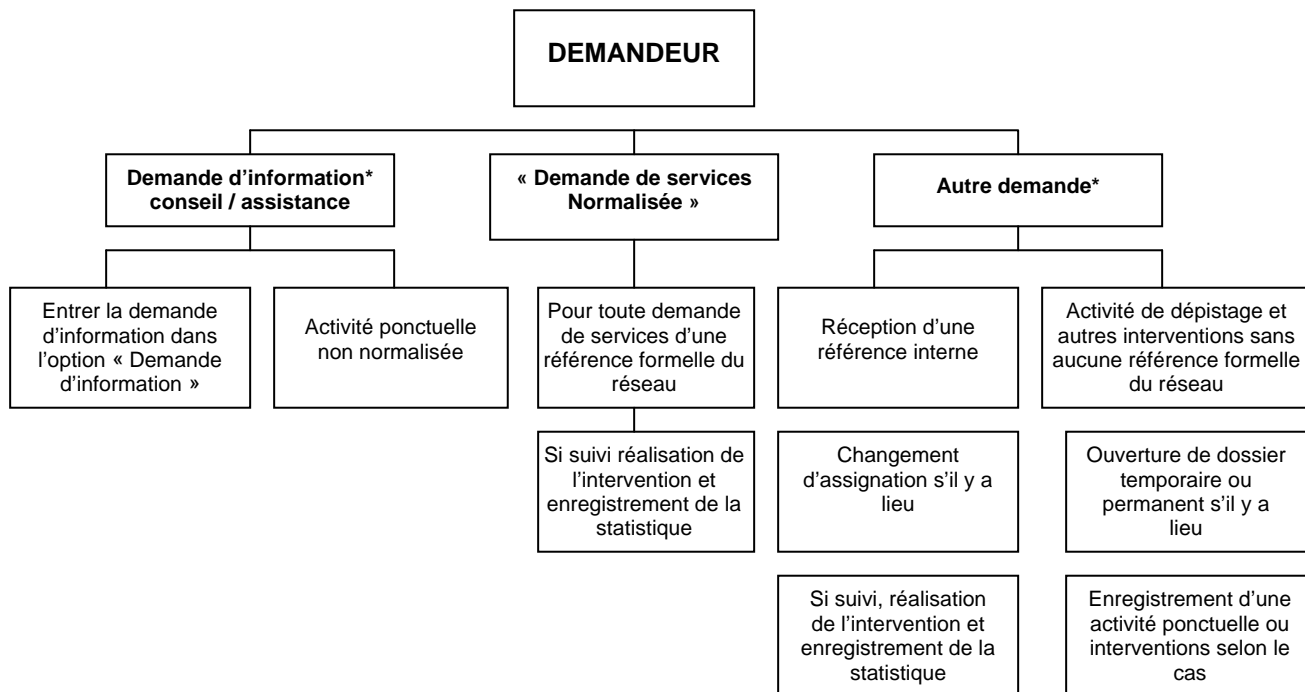 DEMANDEUR
Demande d'information*
conseil / assistance
« Demande de services
Normalisée »
Autre demande*
Entrer la demande
d'information dans
l'option « Demande
d'information »
Activité ponctuelle
non normalisée
Pour toute demande
de services d'une
référence formelle du
réseau
Réception d'une
référence interne
Activité de dépistage et
autres interventions sans
aucune référence formelle
du réseau
Si suivi réalisation de
l'intervention et
enregistrement de la
statistique
Changement
d'assignation s'il y a
lieu
Ouverture de dossier
temporaire ou
permanent s'il y a
lieu
Si suivi, réalisation
de l'intervention et
enregistrement de la
statistique
Enregistrement d'une
activité ponctuelle ou
interventions selon le
cas